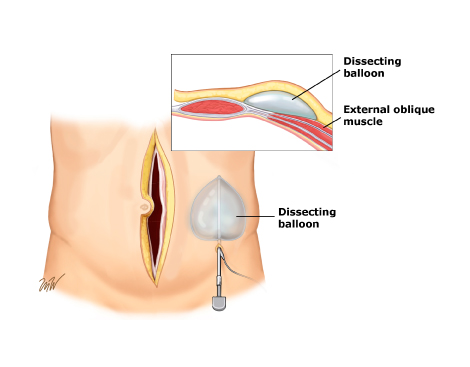 Dissecting
balloon
External oblique
muscle
Dissecting
balloon